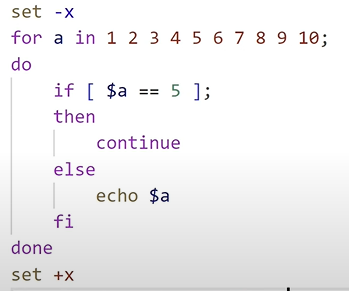 set -x
for a in 1 2 3 4 5 6 7 8 9 10;
do
    if [ $a == 5 ];
    then
        continue
    else
        echo $a
    fi
done
set +x